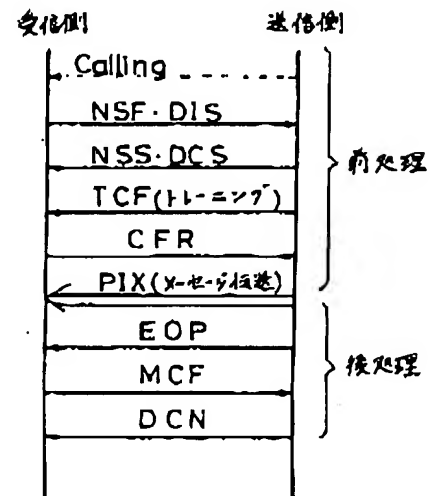 受信側 送信側
Calling
NSF·DIS
NSS·DCS
TCF(トレーニング)
CFR
前処理
PIX(メッセージ伝送)
EOP
MCF
後処理
DCN